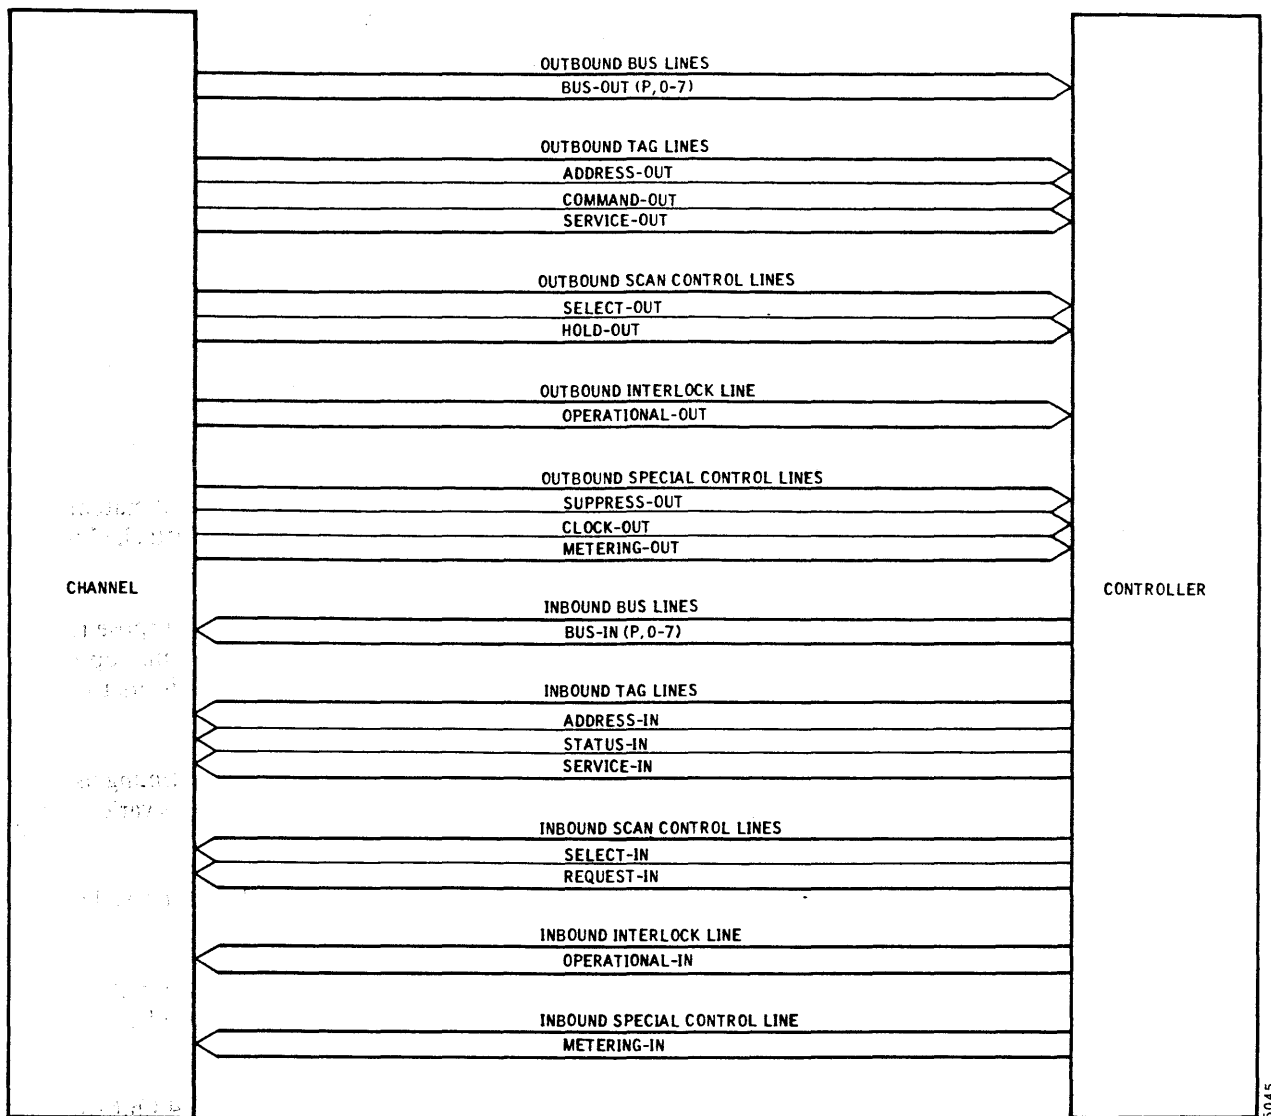 OUTBOUND BUS LINES
BUS-OUT (P, 0-7)
OUTBOUND TAG LINES
ADDRESS-OUT
COMMAND-OUT
SERVICE-OUT
OUTBOUND SCAN CONTROL LINES
SELECT-OUT
HOLD-OUT
OUTBOUND INTERLOCK LINE
OPERATIONAL-OUT
OUTBOUND SPECIAL CONTROL LINES
SUPPRESS-OUT
CLOCK-OUT
METERING-OUT
CHANNEL
CONTROLLER
INBOUND BUS LINES
BUS-IN (P, 0-7)
INBOUND TAG LINES
ADDRESS-IN
STATUS-IN
SERVICE-IN
INBOUND SCAN CONTROL LINES
SELECT-IN
REQUEST-IN
INBOUND INTERLOCK LINE
OPERATIONAL-IN
INBOUND SPECIAL CONTROL LINE
METERING-IN